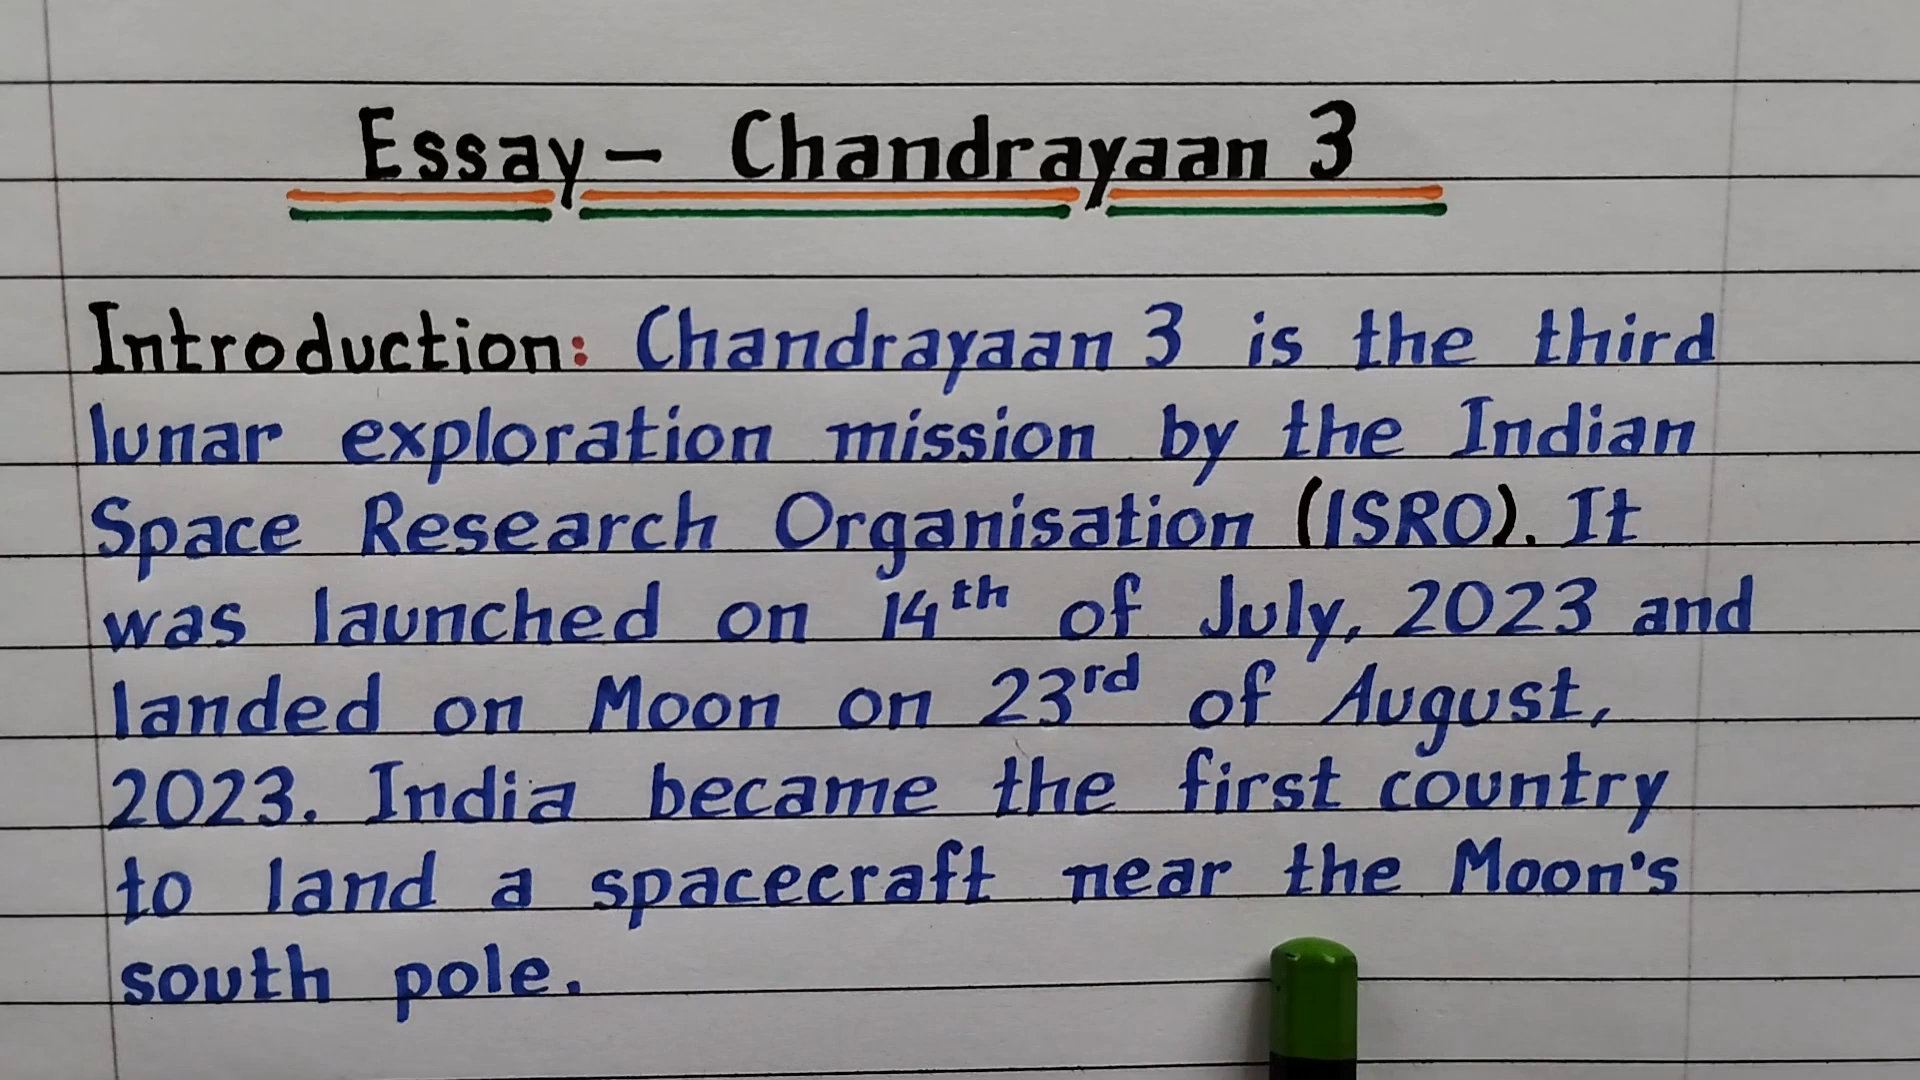 Essay – Chandrayaan 3
Introduction: Chandrayaan 3 is the third
lunar exploration mission by the Indian
Space Research Organisation (ISRO). It
was launched on 14th of July, 2023 and
landed on Moon on 23rd of August,
2023. India became the first country
to land a spacecraft near the Moon's
south pole.